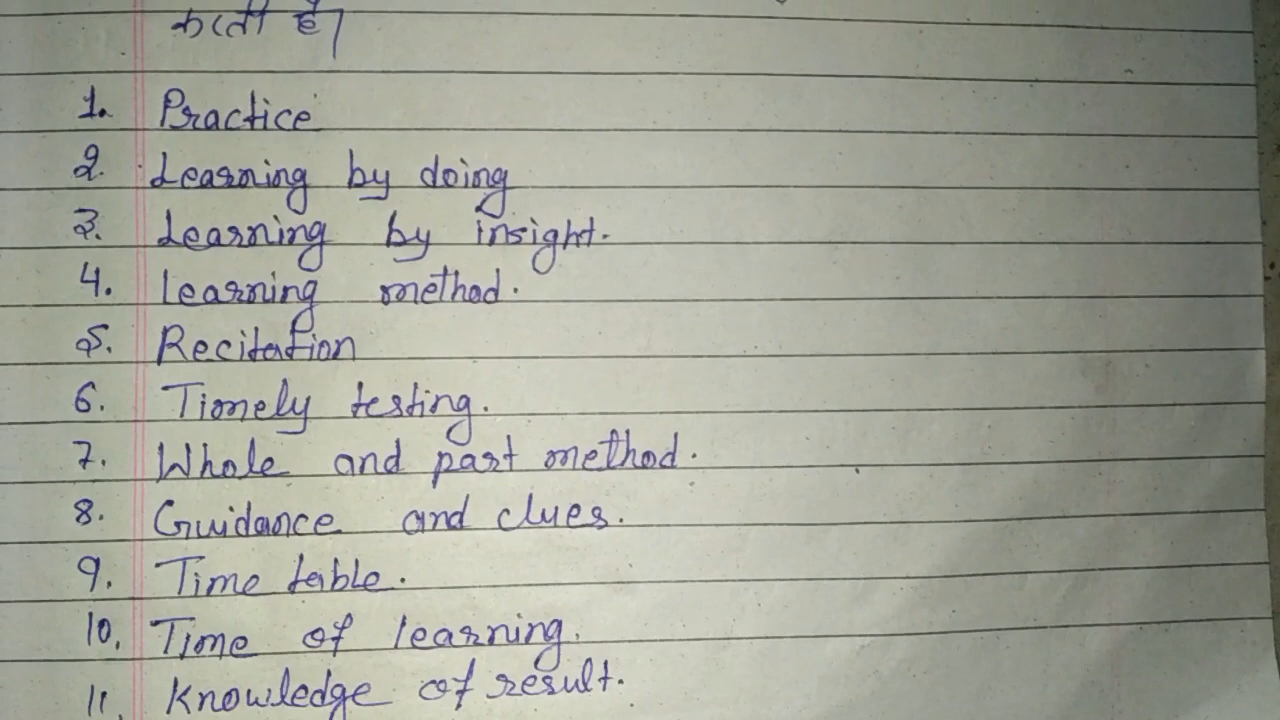 करती है।
1. Practice
2. Learning by doing
3. Learning by insight.
4. learning method.
5. Recitation
6. Timely testing.
7. Whole and part method.
8. Guidance and clues.
9. Time table.
10. Time of learning.
11. Knowledge of result.